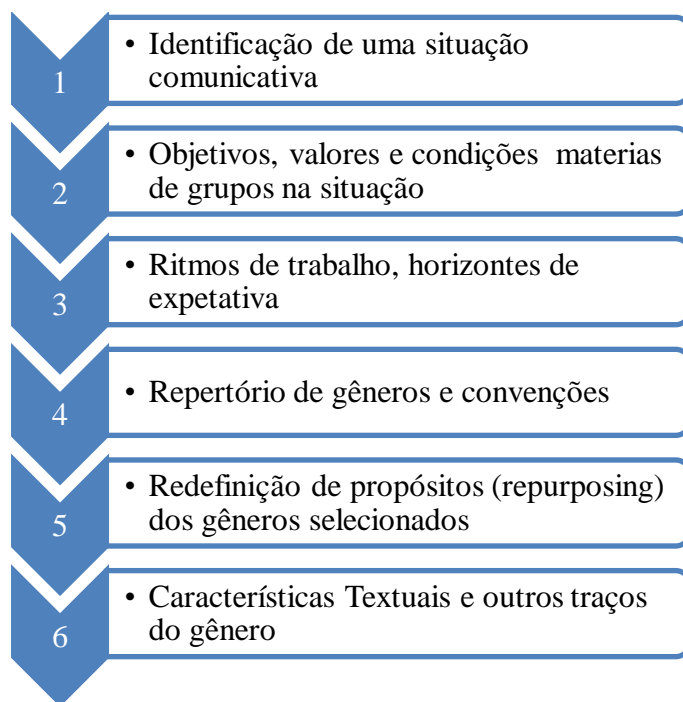 1
• Identificação de uma situação
comunicativa
2
• Objetivos, valores e condições materias
de grupos na situação
3
• Ritmos de trabalho, horizontes de
expetativa
4
• Repertório de gêneros e convenções
5
• Redefinição de propósitos (repurposing)
dos gêneros selecionados
6
• Características Textuais e outros traços
do gênero